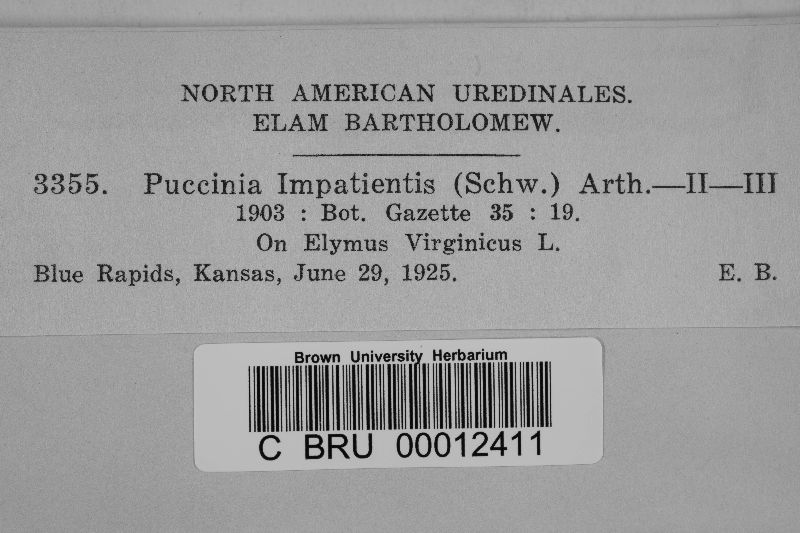 NORTH AMERICAN UREDINALES.
ELAM BARTHOLOMEW.
3355. Puccinia Impatientis (Schw.) Arth.—II—III
1903 : Bot. Gazette 35 : 19.
On Elymus Virginicus L.
Blue Rapids, Kansas, June 29, 1925. E. B.
Brown University Herbarium
C BRU 00012411